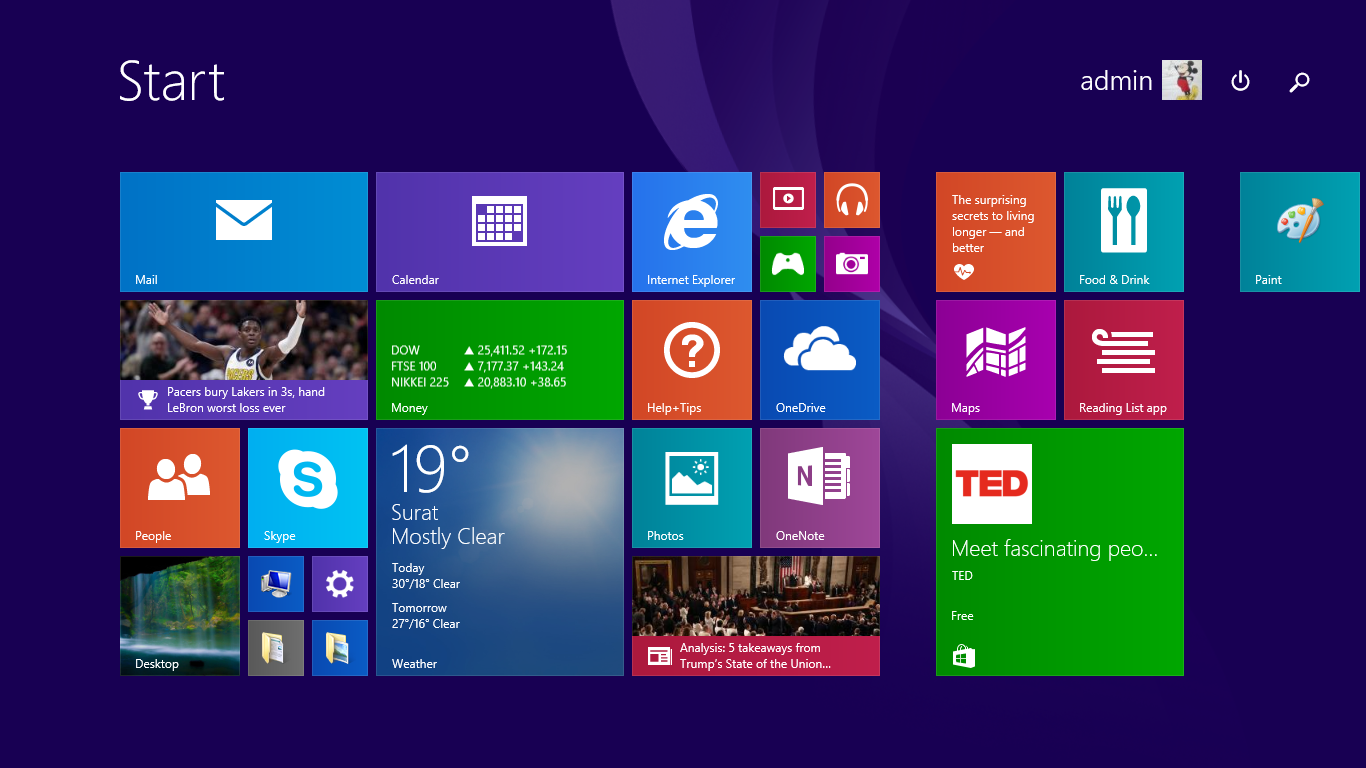 Start
admin
Mail
Calendar
Internet Explorer
The surprising
secrets to living
longer — and
better
Food & Drink
Paint
Pacers bury Lakers in 3s, hand
LeBron worst loss ever
DOW ▲ 25,411.52 +172.15
FTSE 100 ▲ 7,177.37 +143.24
NIKKEI 225 ▲ 20,883.10 +38.65
Money
Help+Tips
OneDrive
Maps
Reading List app
People
S
Skype
19°
Surat
Mostly Clear
Today
30°/18° Clear
Tomorrow
27°/16° Clear
Weather
Photos
N
OneNote
TED
Meet fascinating peo...
TED
Free
Desktop
Analysis: 5 takeaways from
Trump's State of the Union...